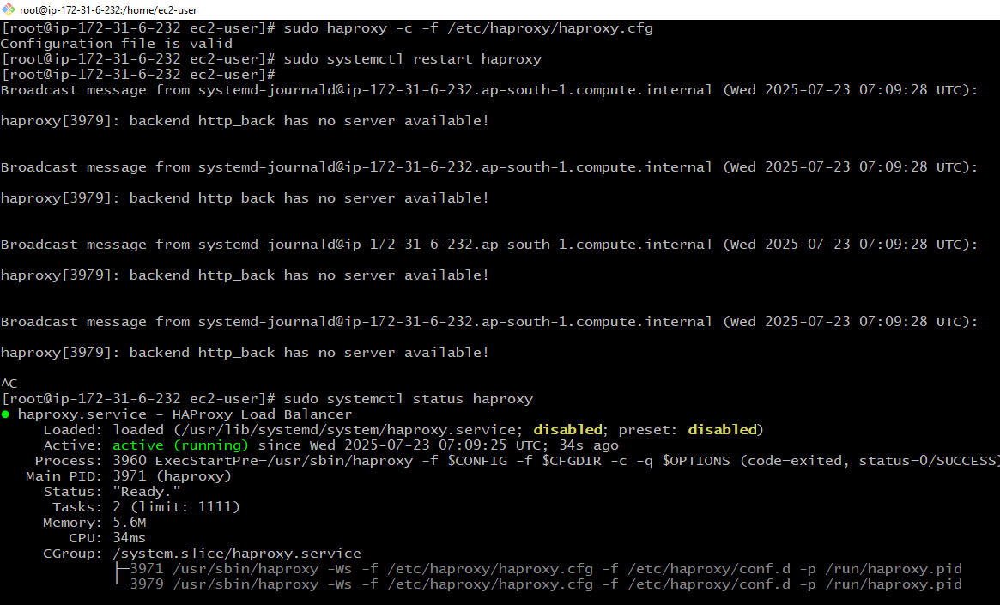 root@ip-172-31-6-232:/home/ec2-user
[root@ip-172-31-6-232 ec2-user]# sudo haproxy -c -f /etc/haproxy/haproxy.cfg
Configuration file is valid
[root@ip-172-31-6-232 ec2-user]# sudo systemctl restart haproxy
[root@ip-172-31-6-232 ec2-user]#
Broadcast message from systemd-journald@ip-172-31-6-232.ap-south-1.compute.internal (Wed 2025-07-23 07:09:28 UTC):
haproxy[3979]: backend http_back has no server available!
Broadcast message from systemd-journald@ip-172-31-6-232.ap-south-1.compute.internal (Wed 2025-07-23 07:09:28 UTC):
haproxy[3979]: backend http_back has no server available!
Broadcast message from systemd-journald@ip-172-31-6-232.ap-south-1.compute.internal (Wed 2025-07-23 07:09:28 UTC):
haproxy[3979]: backend http_back has no server available!
Broadcast message from systemd-journald@ip-172-31-6-232.ap-south-1.compute.internal (Wed 2025-07-23 07:09:28 UTC):
haproxy[3979]: backend http_back has no server available!
^C
[root@ip-172-31-6-232 ec2-user]# sudo systemctl status haproxy
● haproxy.service - HAProxy Load Balancer
Loaded: loaded (/usr/lib/systemd/system/haproxy.service; disabled; preset: disabled)
Active: active (running) since Wed 2025-07-23 07:09:25 UTC; 34s ago
Process: 3960 ExecStartPre=/usr/sbin/haproxy -f $CONFIG -f $CFGDIR -c -q $OPTIONS (code=exited, status=0/SUCCESS)
Main PID: 3971 (haproxy)
Status: "Ready."
Tasks: 2 (limit: 1111)
Memory: 5.6M
CPU: 34ms
CGroup: /system.slice/haproxy.service
├─3971 /usr/sbin/haproxy -Ws -f /etc/haproxy/haproxy.cfg -f /etc/haproxy/conf.d -p /run/haproxy.pid
└─3979 /usr/sbin/haproxy -Ws -f /etc/haproxy/haproxy.cfg -f /etc/haproxy/conf.d -p /run/haproxy.pid